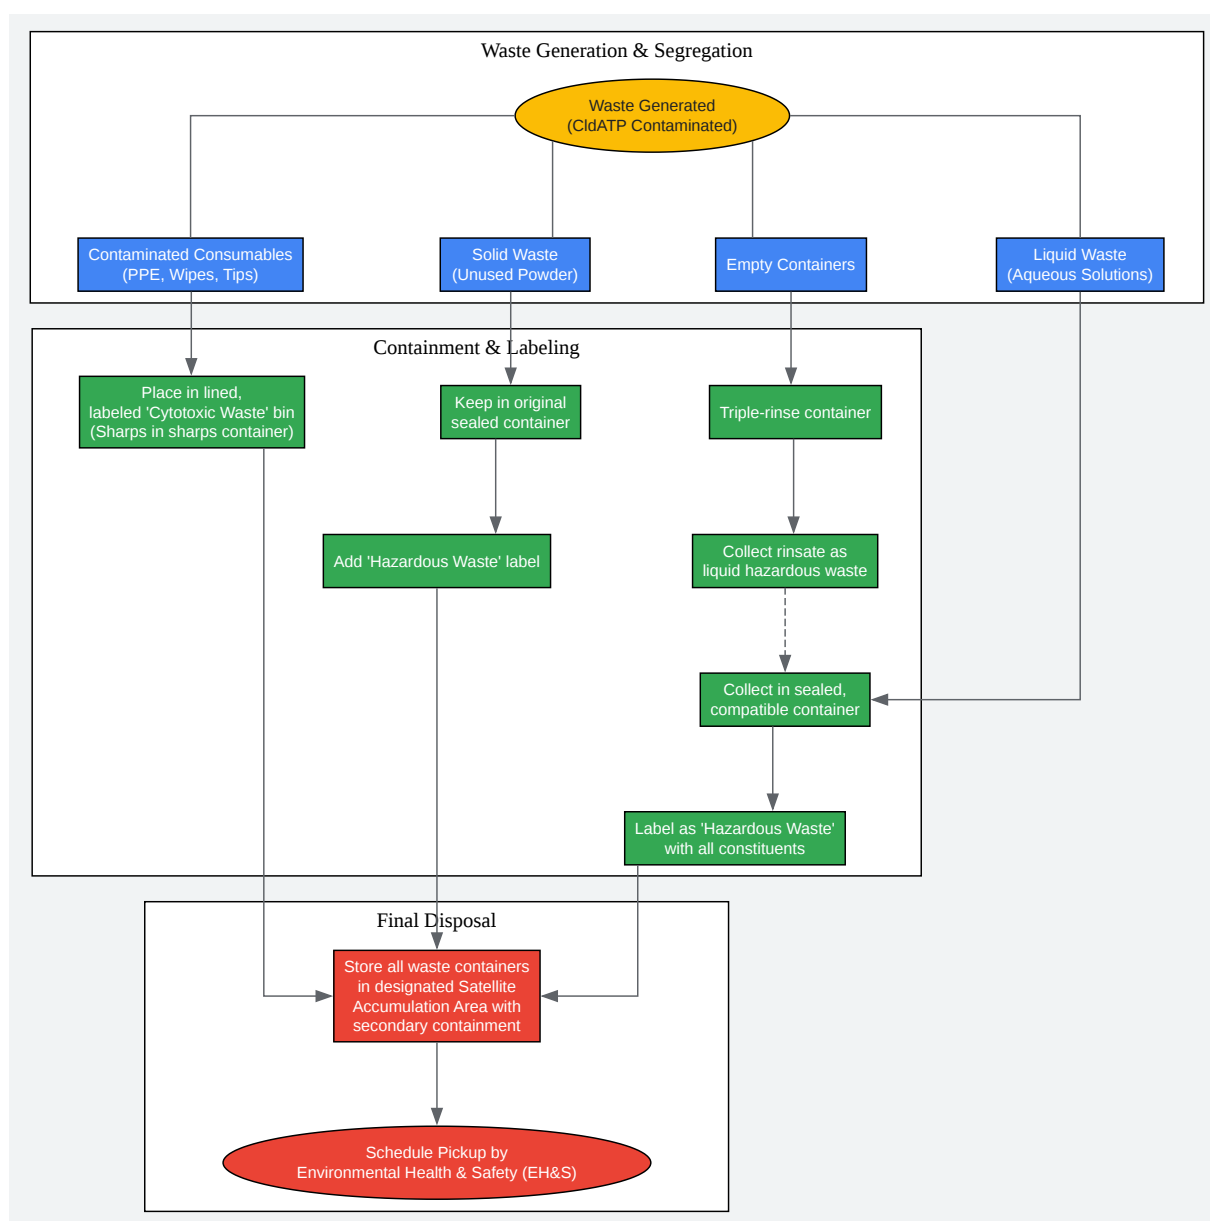 Waste Generation & Segregation
Waste Generated
(CldATP Contaminated)
Contaminated Consumables
(PPE, Wipes, Tips)
Solid Waste
(Unused Powder)
Empty Containers
Liquid Waste
(Aqueous Solutions)
Containment & Labeling
Place in lined,
labeled 'Cytotoxic Waste' bin
(Sharps in sharps container)
Keep in original
sealed container
Triple-rinse container
Add 'Hazardous Waste' label
Collect rinsate as
liquid hazardous waste
Collect in sealed,
compatible container
Label as 'Hazardous Waste'
with all constituents
Final Disposal
Store all waste containers
in designated Satellite
Accumulation Area with
secondary containment
Schedule Pickup by
Environmental Health & Safety (EH&S)